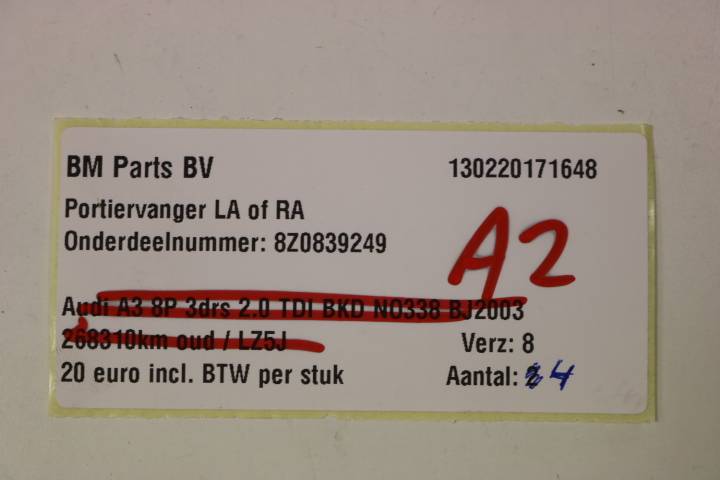 BM Parts BV 130220171648
Portiervanger LA of RA
Onderdeelnummer: 8Z0839249
A2
Audi A3 8P 3drs 2.0 TDI BKD NO338 BJ2003
268310km oud / LZ5J Verz: 8
20 euro incl. BTW per stuk Aantal: 4